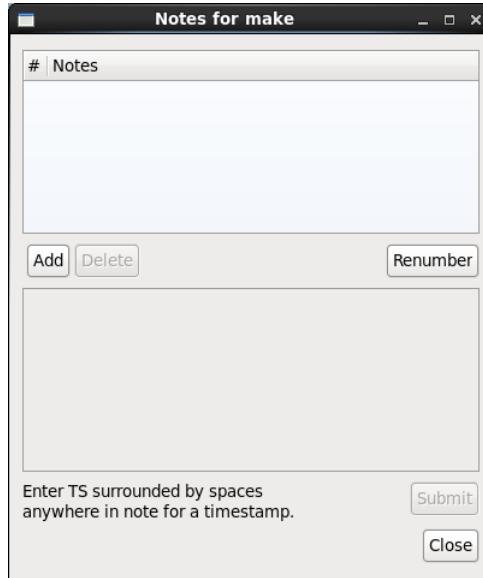 Notes for make
# Notes
Add Delete Renumber
Enter TS surrounded by spaces
anywhere in note for a timestamp.
Submit
Close